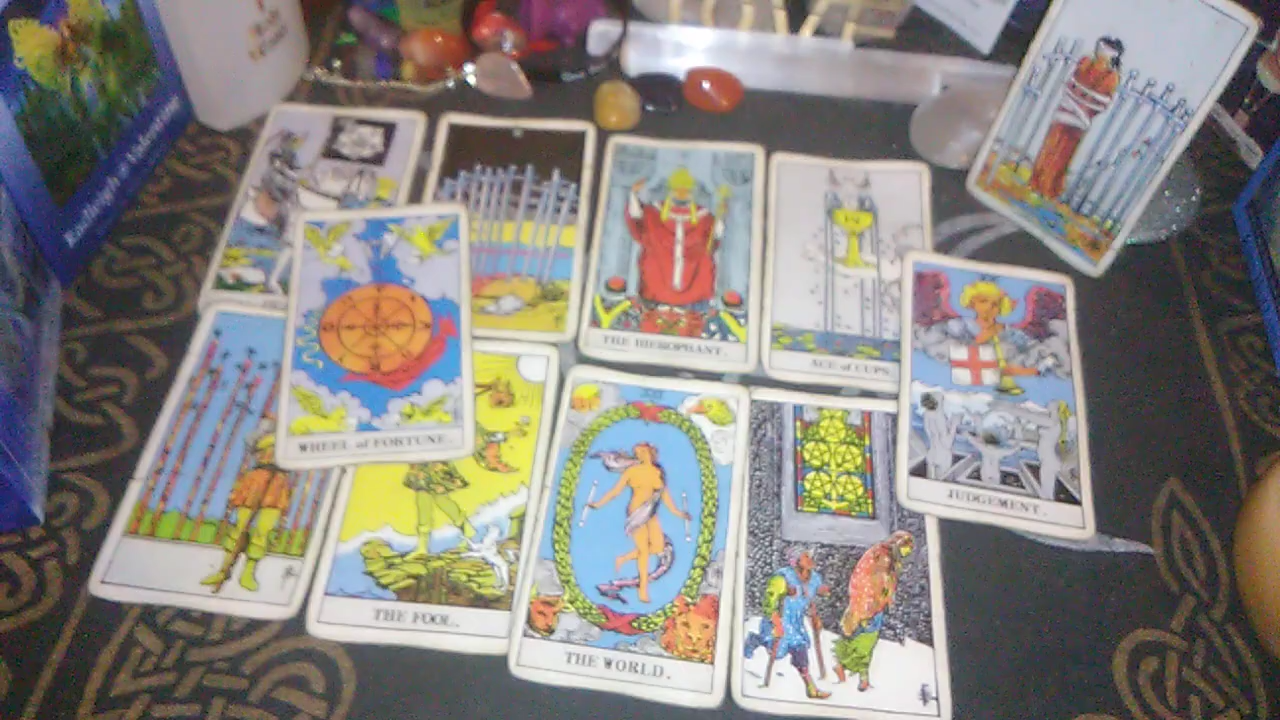 THE HIEROPHANT.
ACE of CUPS
WHEEL of FORTUNE.
JUDGEMENT.
THE FOOL.
THE WORLD.